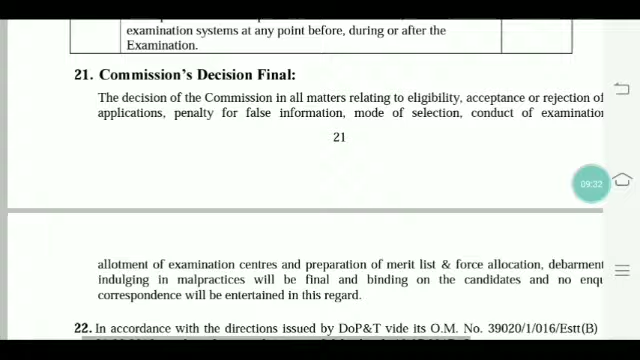 examination systems at any point before, during or after the
Examination.
21. Commission's Decision Final:
The decision of the Commission in all matters relating to eligibility, acceptance or rejection of
applications, penalty for false information, mode of selection, conduct of examination
21
09:32
allotment of examination centres and preparation of merit list & force allocation, debarment
indulging in malpractices will be final and binding on the candidates and no enqu
correspondence will be entertained in this regard.
22. In accordance with the directions issued by DoP&T vide its O.M. No. 39020/1/016/Estt(B)